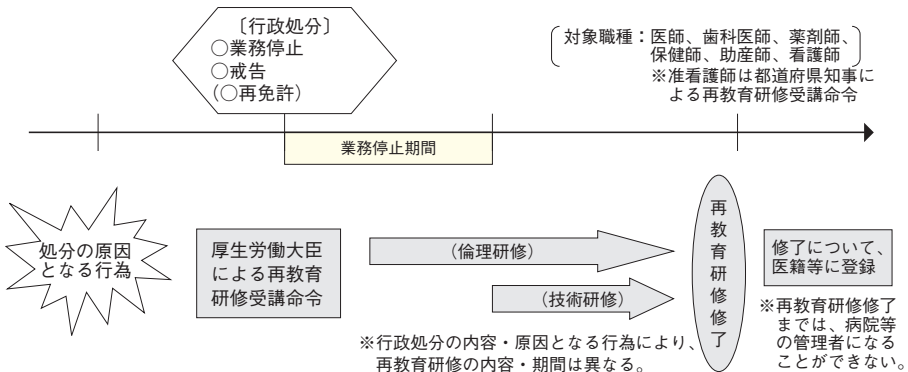 〔行政処分〕
○業務停止
○戒告
(○再免許)
対象職種：医師、歯科医師、薬剤師、
保健師、助産師、看護師
※准看護師は都道府県知事に
よる再教育研修受講命令
業務停止期間
処分の原因
となる行為
厚生労働大臣
による再教育
研修受講命令
(倫理研修)
(技術研修)
再教育研修修了
修了について、
医籍等に登録
※再教育研修修了
までは、病院等
の管理者になる
ことができない。
※行政処分の内容・原因となる行為により、
再教育研修の内容・期間は異なる。